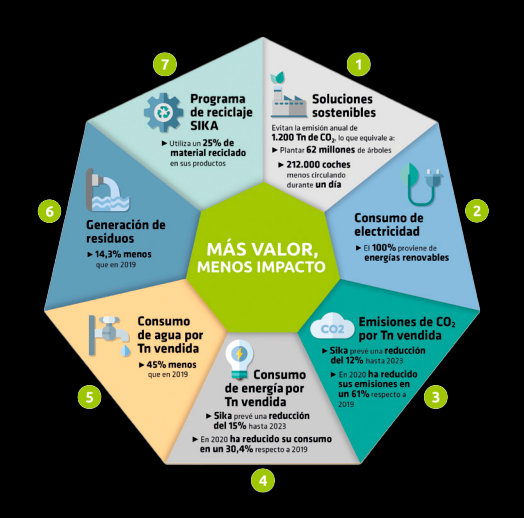 1
Soluciones
sostenibles
Evitan la emisión anual de
1.200 Tn de CO₂, lo que equivale a:
► Plantar 62 millones de árboles
► 212.000 coches
menos circulando
durante un día
2
Consumo de
electricidad
► El 100% proviene de
energías renovables
3
CO2
Emisiones de CO₂
por Tn vendida
► Sika prevé una reducción
del 12% hasta 2023
► En 2020 ha reducido
sus emisiones en
un 61% respecto a
2019
4
Consumo
de energía por
Tn vendida
► Sika prevé una reducción
del 15% hasta 2023
► En 2020 ha reducido su consumo
en un 30,4% respecto a 2019
5
Consumo
de agua por
Tn vendida
► 45% menos
que en 2019
6
Generación de
residuos
► 14,3% menos
que en 2019
7
Programa
de reciclaje
SIKA
► Utiliza un 25% de
material reciclado
en sus productos
MÁS VALOR,
MENOS IMPACTO